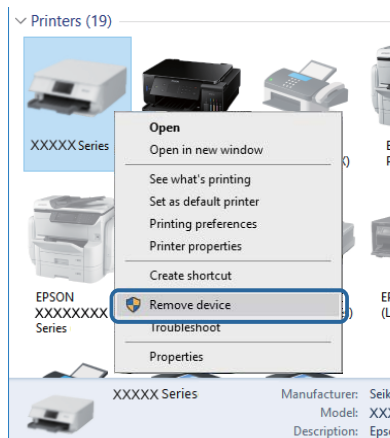 Printers (19)
XXXXX Series
Open
Open in new window
See what's printing
Set as default printer
Printing preferences
Printer properties
Create shortcut
Remove device
Troubleshoot
Properties
EPSON
XXXXXXXX
Series
XXXXX Series
Manufacturer:
Model:
Description: